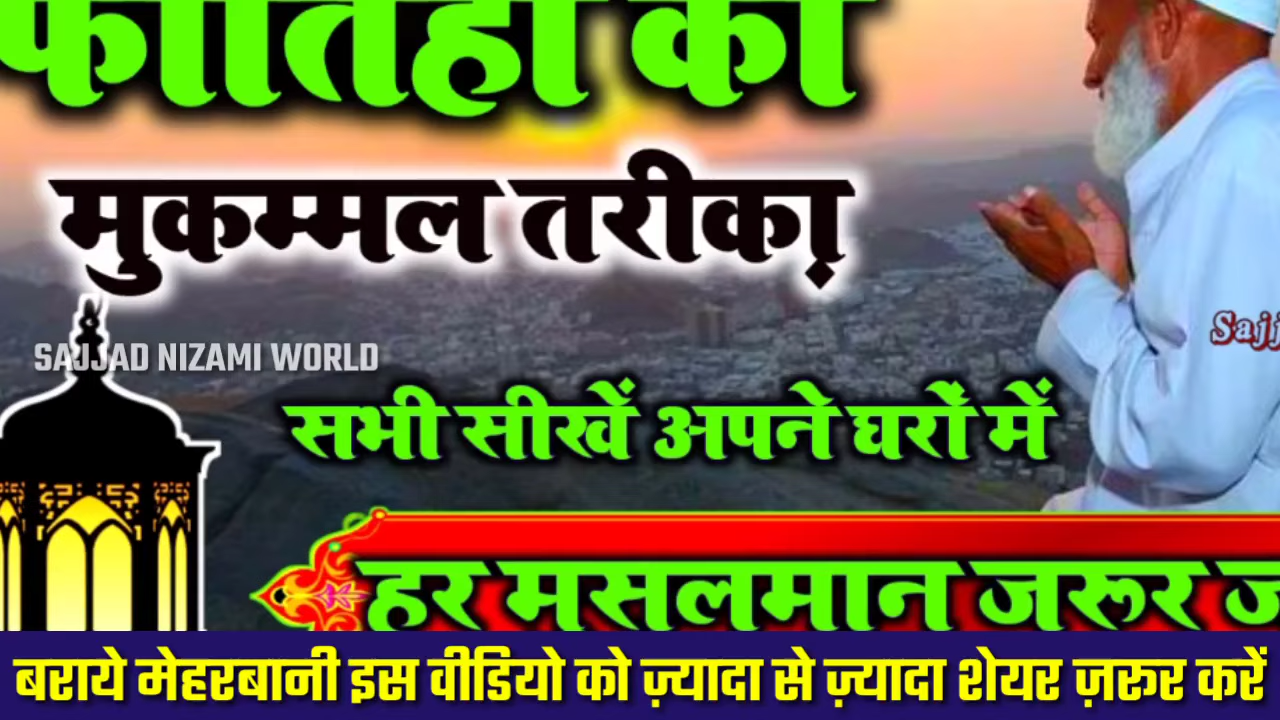 फातिहा का
मुकम्मल तरीका़
SAJJAD NIZAMI WORLD
सभी सीखें अपने घरों में
हर मसलमान जरूर
बराये मेहरबानी इस वीडियो को ज़्यादा से ज़्यादा शेयर ज़रूर करें